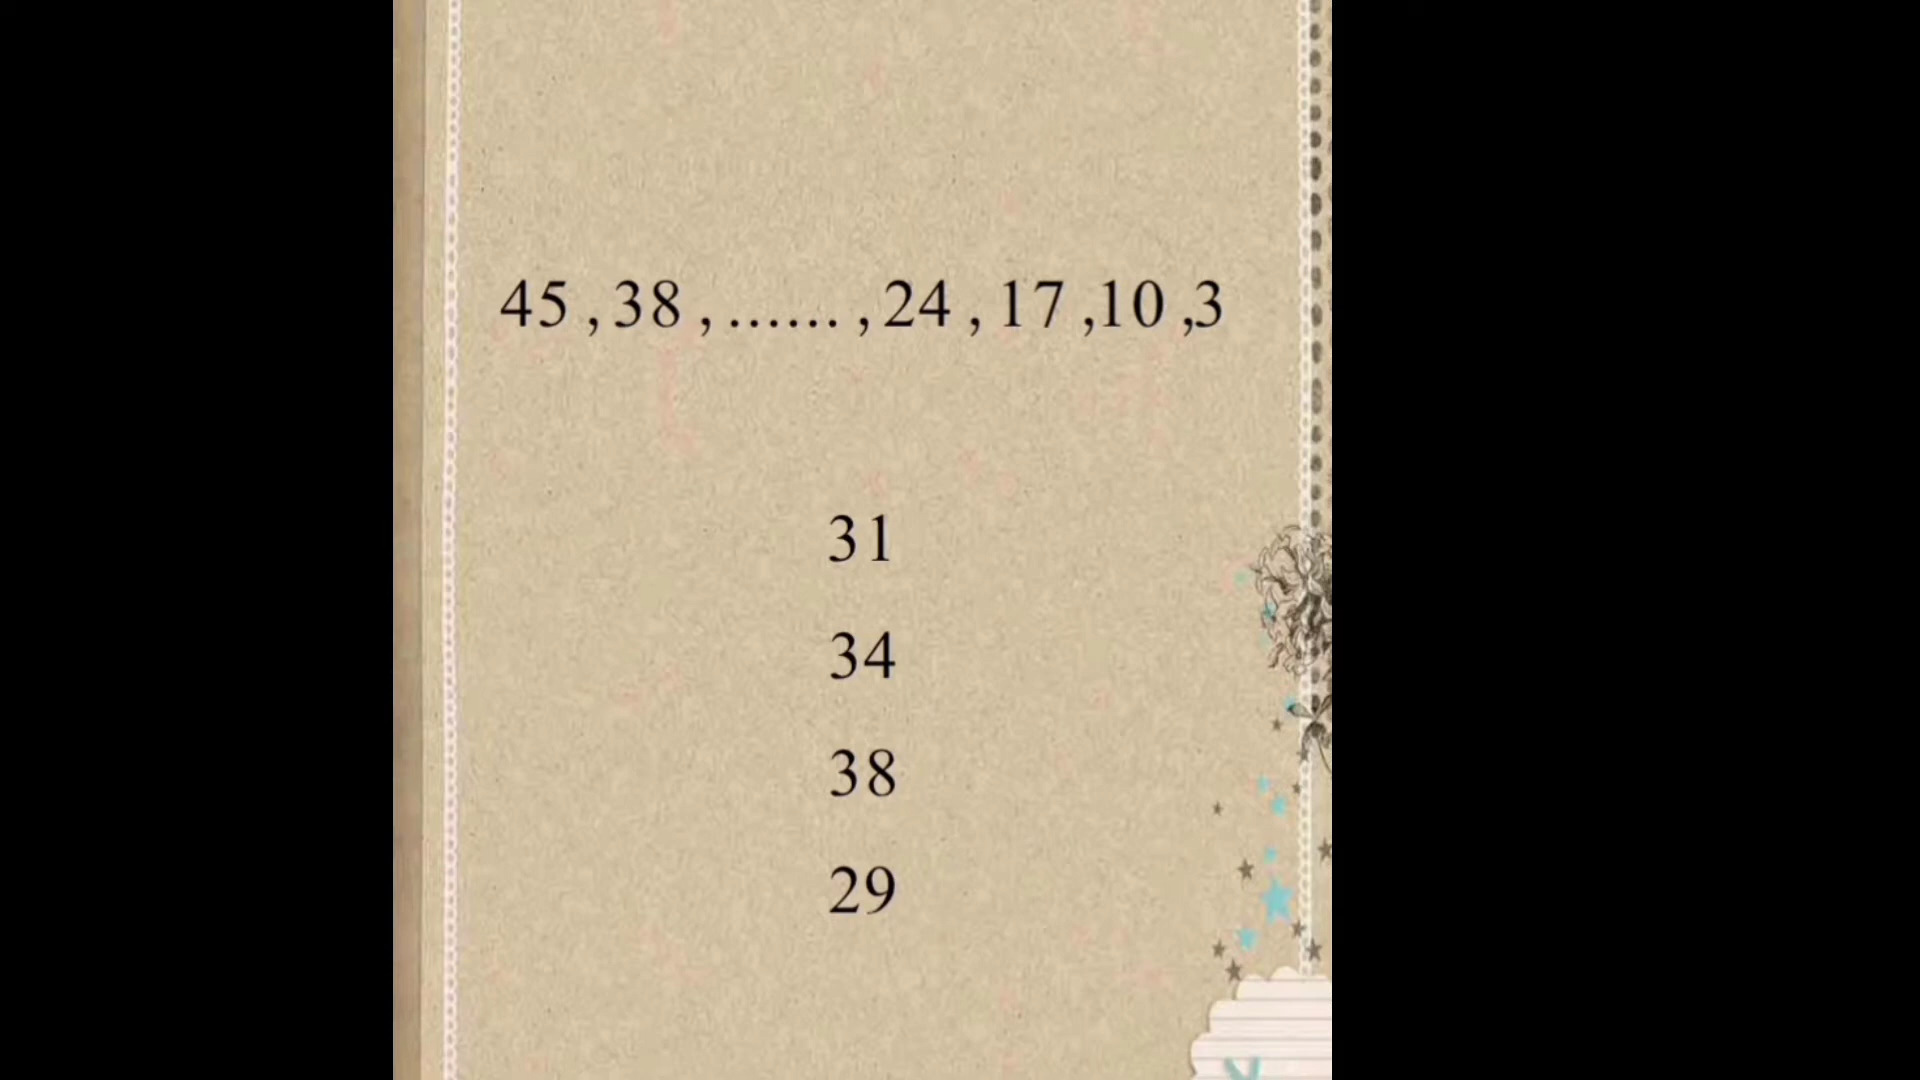 45 , 38 , ...... , 24 , 17 ,10 ,3
31
34
38
29